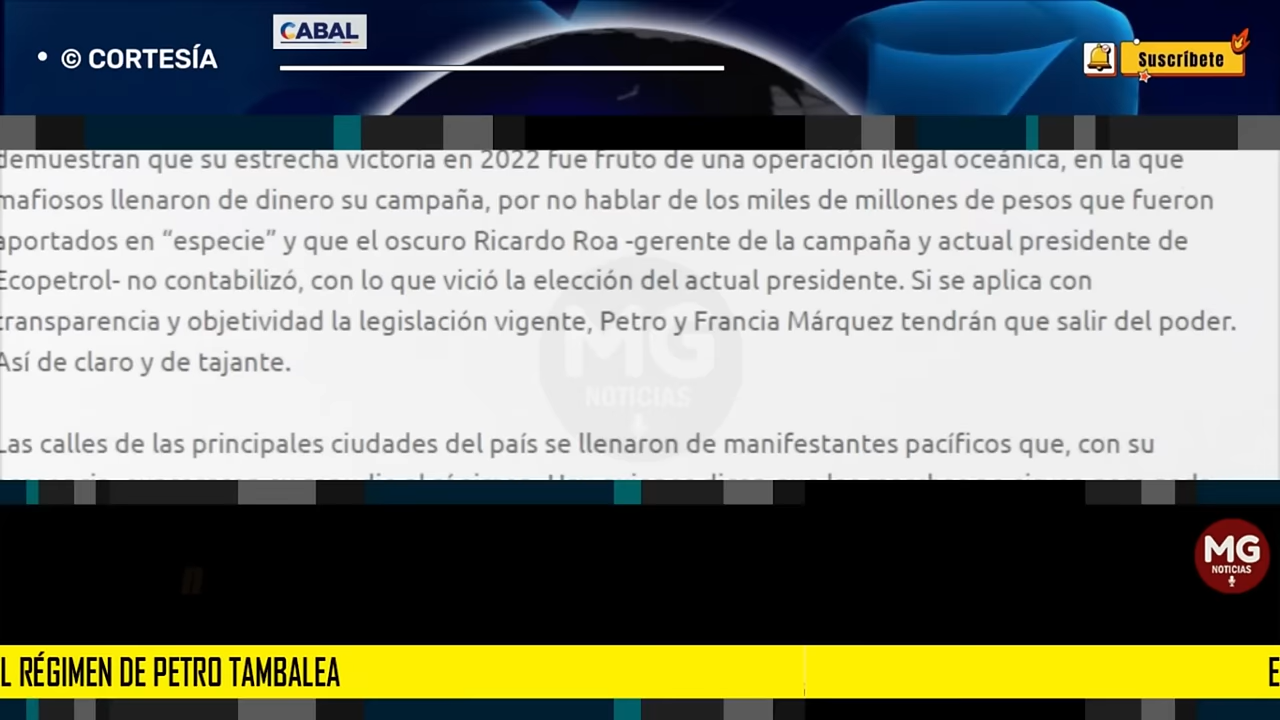 CABAL
• © CORTESÍA
Suscríbete
demuestran que su estrecha victoria en 2022 fue fruto de una operación ilegal oceánica, en la que
mafiosos llenaron de dinero su campaña, por no hablar de los miles de millones de pesos que fueron
aportados en “especie” y que el oscuro Ricardo Roa -gerente de la campaña y actual presidente de
Ecopetrol- no contabilizó, con lo que vició la elección del actual presidente. Si se aplica con
transparencia y objetividad la legislación vigente, Petro y Francia Márquez tendrán que salir del poder.
Así de claro y de tajante.
MG
NOTICIAS
Las calles de las principales ciudades del país se llenaron de manifestantes pacíficos que, con su
MG
NOTICIAS
L RÉGIMEN DE PETRO TAMBALEA
E